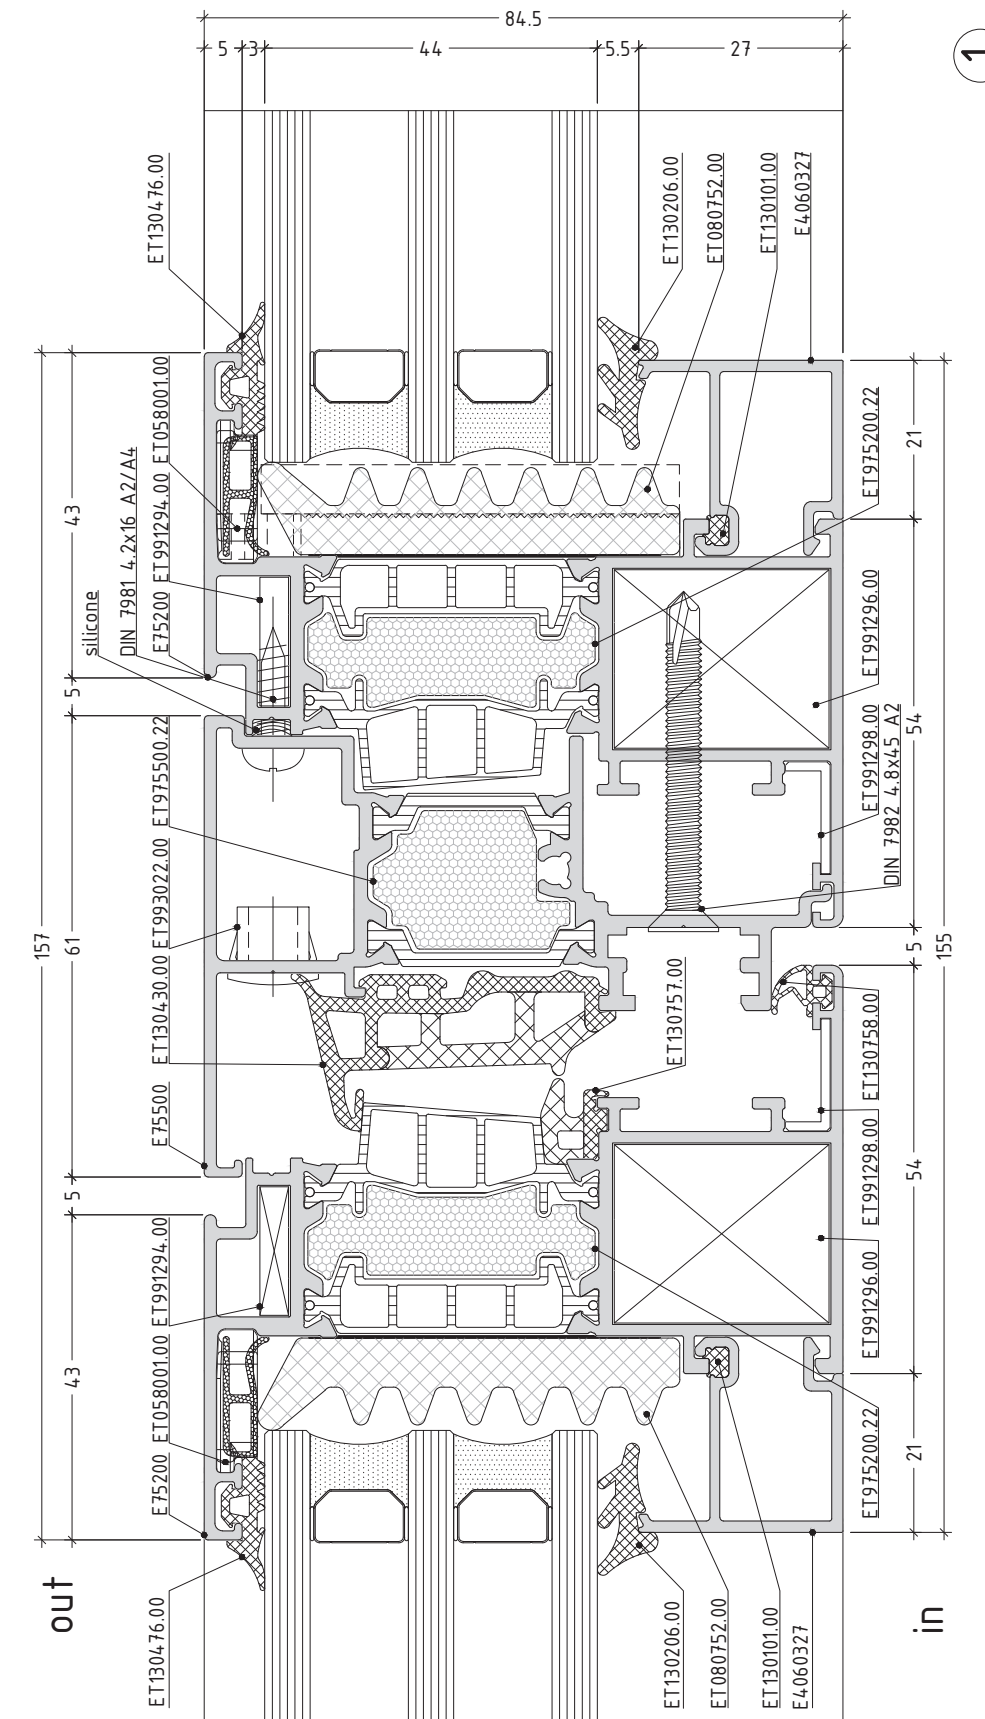 84.5
5
3
44
5.5
27
1
ET130476.00
ET130206.00
ET080752.00
ET130101.00
E4060327
ET058001.00
DIN 7981 4.2x16 A2/A4
ET991294.00
silicone
E75200
ET975500.22
ET993022.00
ET130430.00
E75500
ET991294.00
ET058001.00
E75200
ET130476.00
43
5
157
61
5
43
ET975200.22
ET991296.00
ET991298.00
DIN 7982 4.8x45 A2
ET130757.00
ET130758.00
ET991298.00
ET991296.00
ET975200.22
21
54
5
155
54
21
out
in
ET130206.00
ET080752.00
ET130101.00
E4060327